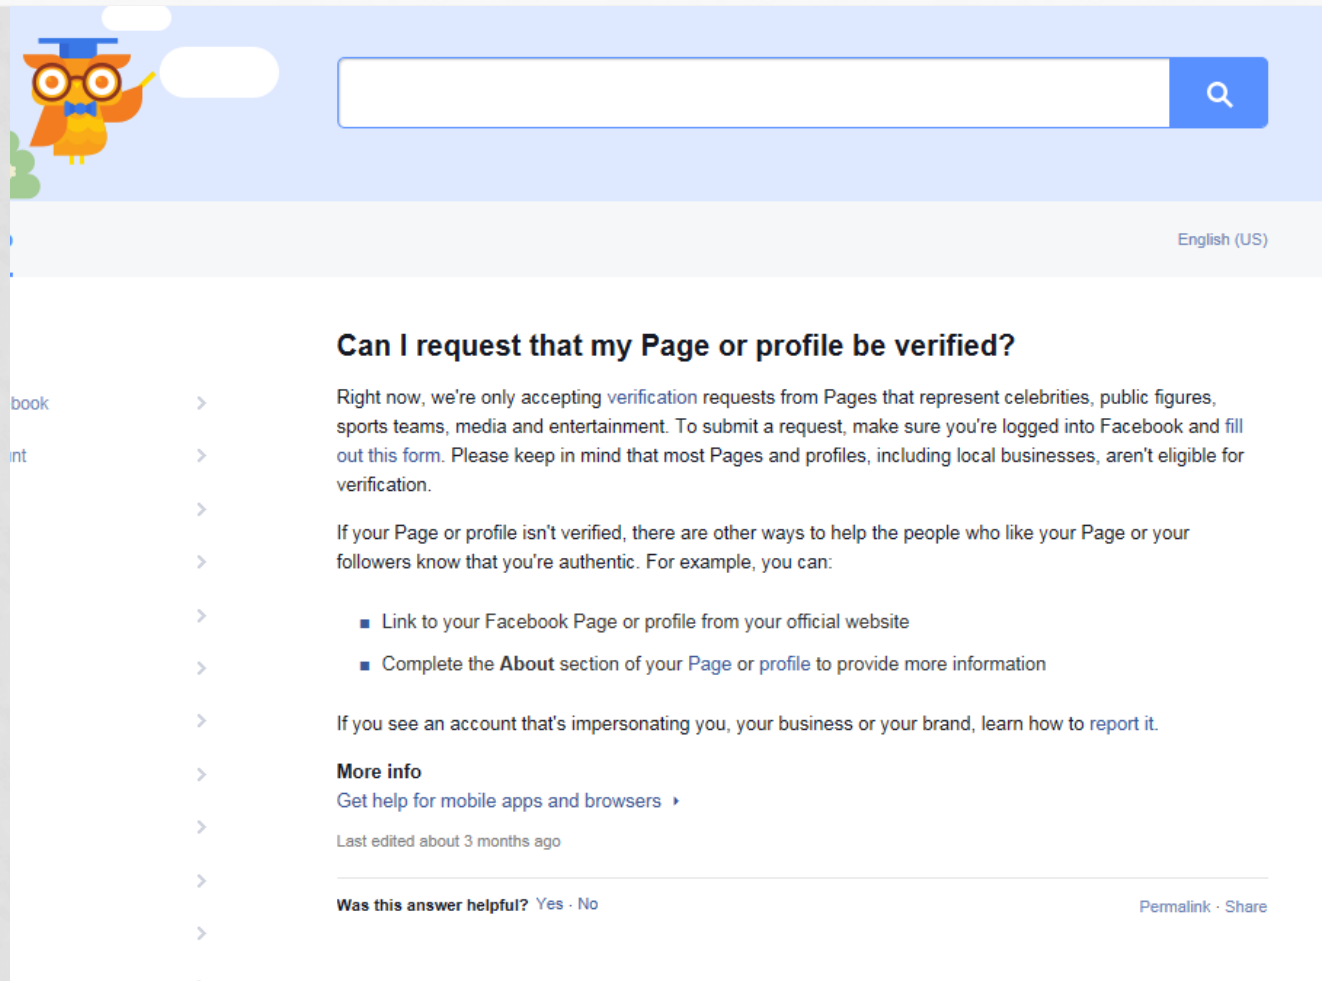 English (US)
book
nt
Can I request that my Page or profile be verified?
Right now, we're only accepting verification requests from Pages that represent celebrities, public figures,
sports teams, media and entertainment. To submit a request, make sure you're logged into Facebook and fill
out this form. Please keep in mind that most Pages and profiles, including local businesses, aren't eligible for
verification.
If your Page or profile isn't verified, there are other ways to help the people who like your Page or your
followers know that you're authentic. For example, you can:
Link to your Facebook Page or profile from your official website
Complete the About section of your Page or profile to provide more information
If you see an account that's impersonating you, your business or your brand, learn how to report it.
More info
Get help for mobile apps and browsers
Last edited about 3 months ago
Was this answer helpful? Yes · No
Permalink · Share